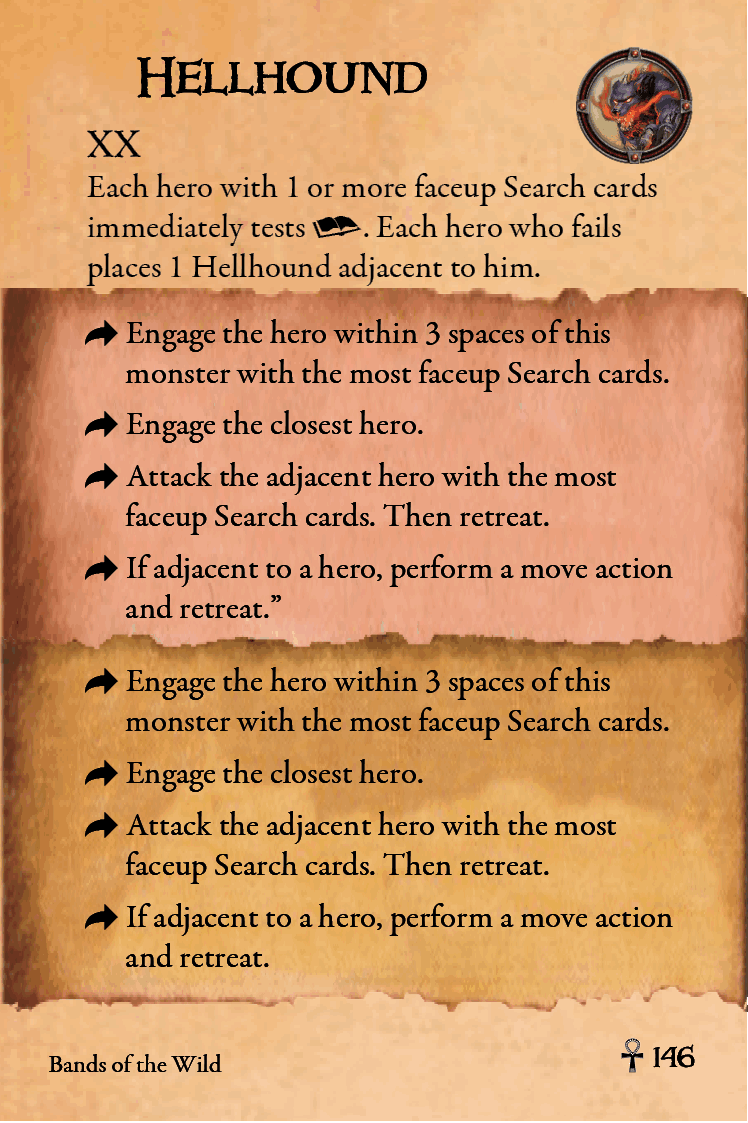 Hellhound
XX
Each hero with 1 or more faceup Search cards
immediately tests . Each hero who fails
places 1 Hellhound adjacent to him.
Engage the hero within 3 spaces of this
monster with the most faceup Search cards.
Engage the closest hero.
Attack the adjacent hero with the most
faceup Search cards. Then retreat.
If adjacent to a hero, perform a move action
and retreat.”
Engage the hero within 3 spaces of this
monster with the most faceup Search cards.
Engage the closest hero.
Attack the adjacent hero with the most
faceup Search cards. Then retreat.
If adjacent to a hero, perform a move action
and retreat.
Bands of the Wild
146